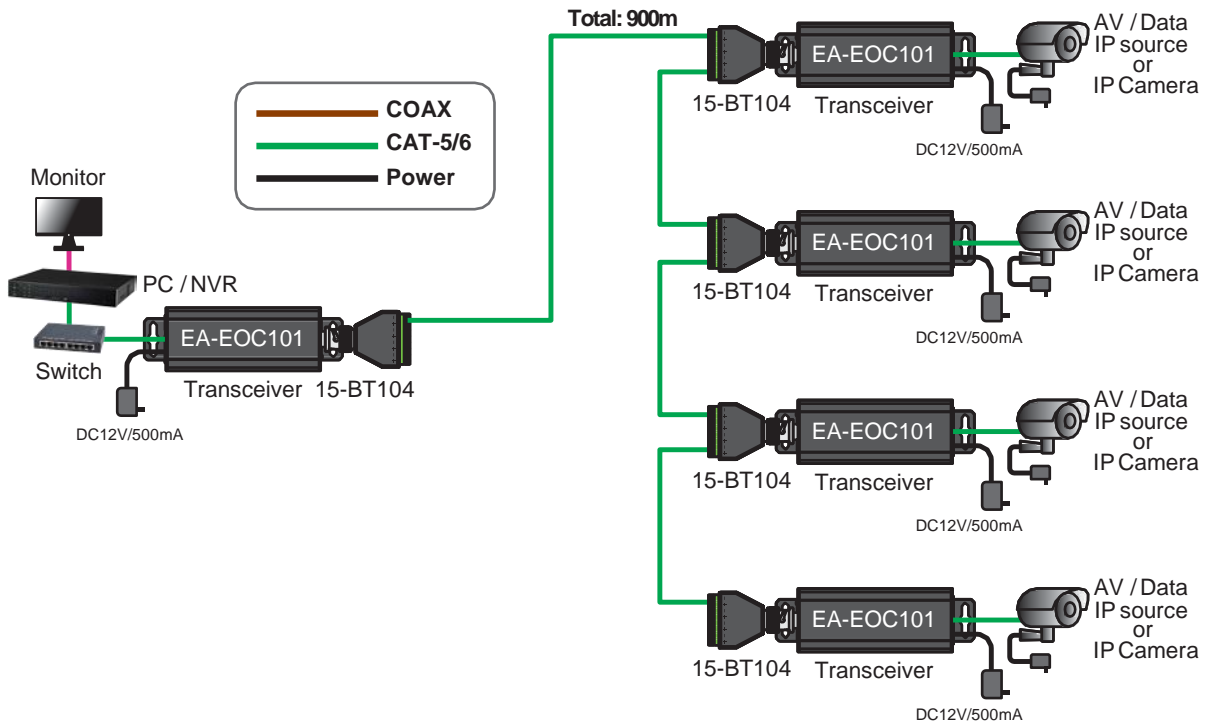 Total: 900m
COAX
CAT-5/6
Power
Monitor
PC / NVR
Switch
EA-EOC101
Transceiver
15-BT104
DC12V/500mA
EA-EOC101
15-BT104
Transceiver
DC12V/500mA
AV / Data
IP source
or
IP Camera
EA-EOC101
15-BT104
Transceiver
DC12V/500mA
AV / Data
IP source
or
IP Camera
EA-EOC101
15-BT104
Transceiver
DC12V/500mA
AV / Data
IP source
or
IP Camera
EA-EOC101
15-BT104
Transceiver
DC12V/500mA
AV / Data
IP source
or
IP Camera